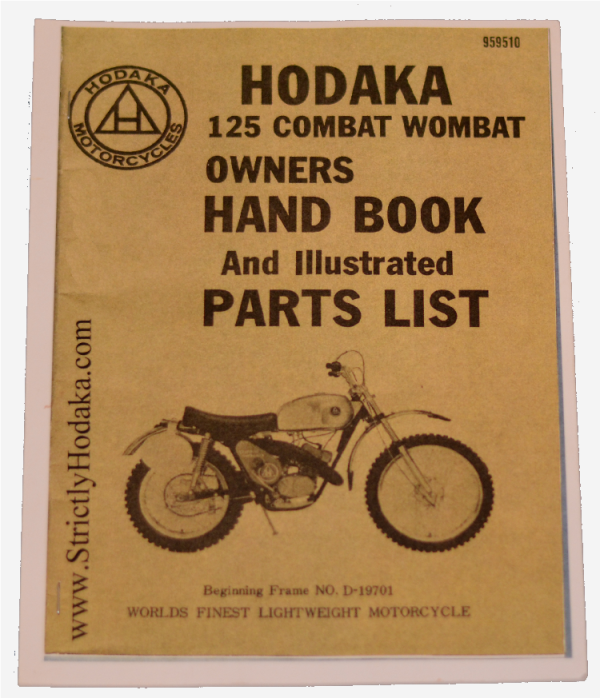 959510
HODAKA
MOTORCYCLES
H
HODAKA
125 COMBAT WOMBAT
OWNERS
HAND BOOK
And Illustrated
PARTS LIST
www.StrictlyHodaka.com
Beginning Frame NO. D-19701
WORLDS FINEST LIGHTWEIGHT MOTORCYCLE